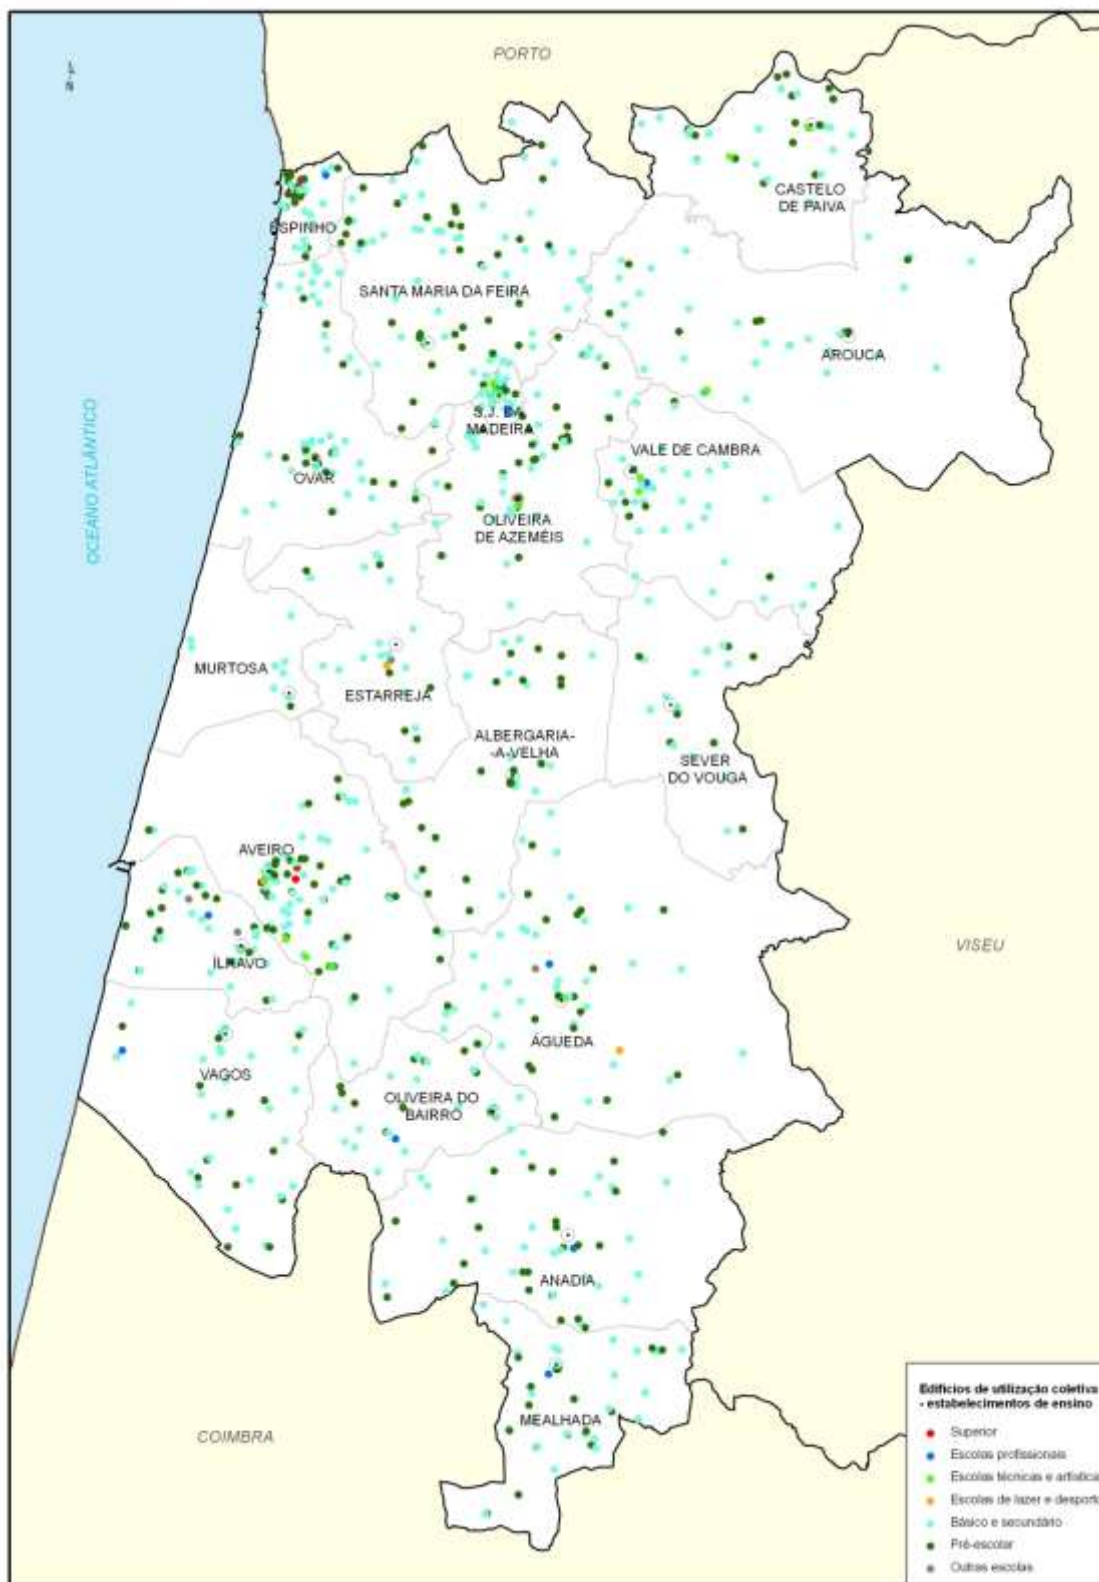 PORTO
CASTELO
DE PAIVA
ESPINHO
SANTA MARIA DA FEIRA
AROUCA
S.J. DA
MADEIRA
VALE DE CAMBRA
OCEANO ATLÂNTICO
OVAR
OLIVEIRA
DE AZEMÉIS
MURTOSA
ESTARREJA
ALBERGARIA-
-A-VELHA
SEVER
DO VOUGA
AVEIRO
VISEU
ÍLHAVO
ÁGUEDA
VAGOS
OLIVEIRA DO
BAIRRO
ANADIA
MEALHADA
COIMBRA
Edifícios de utilização coletiva
- estabelecimentos de ensino
Superior
Escolas profissionais
Escolas técnicas e artística
Escolas de lazer e desporto
Básico e secundário
Pré-escolar
Outras escolas